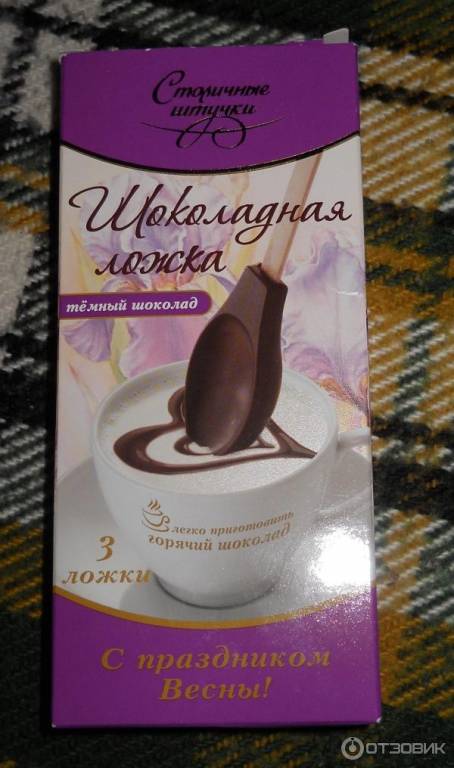 Столичные
штучки
Шоколадная
ложка
тёмный шоколад
легко приготовить
горячий шоколад
3
ложки
С праздником
Весны!
ОТЗОВИК